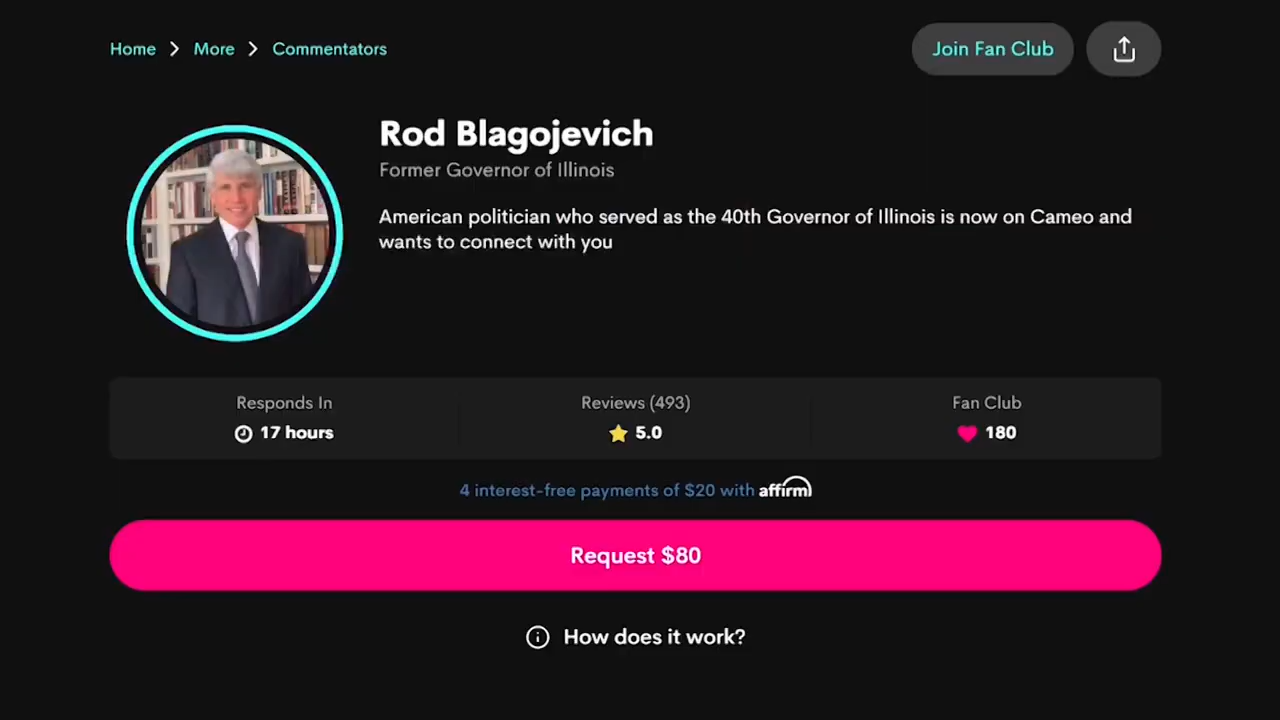 Home > More > Commentators
Join Fan Club
Rod Blagojevich
Former Governor of Illinois
American politician who served as the 40th Governor of Illinois is now on Cameo and
wants to connect with you
Responds In
17 hours
Reviews (493)
5.0
Fan Club
180
4 interest-free payments of $20 with affirm
Request $80
How does it work?